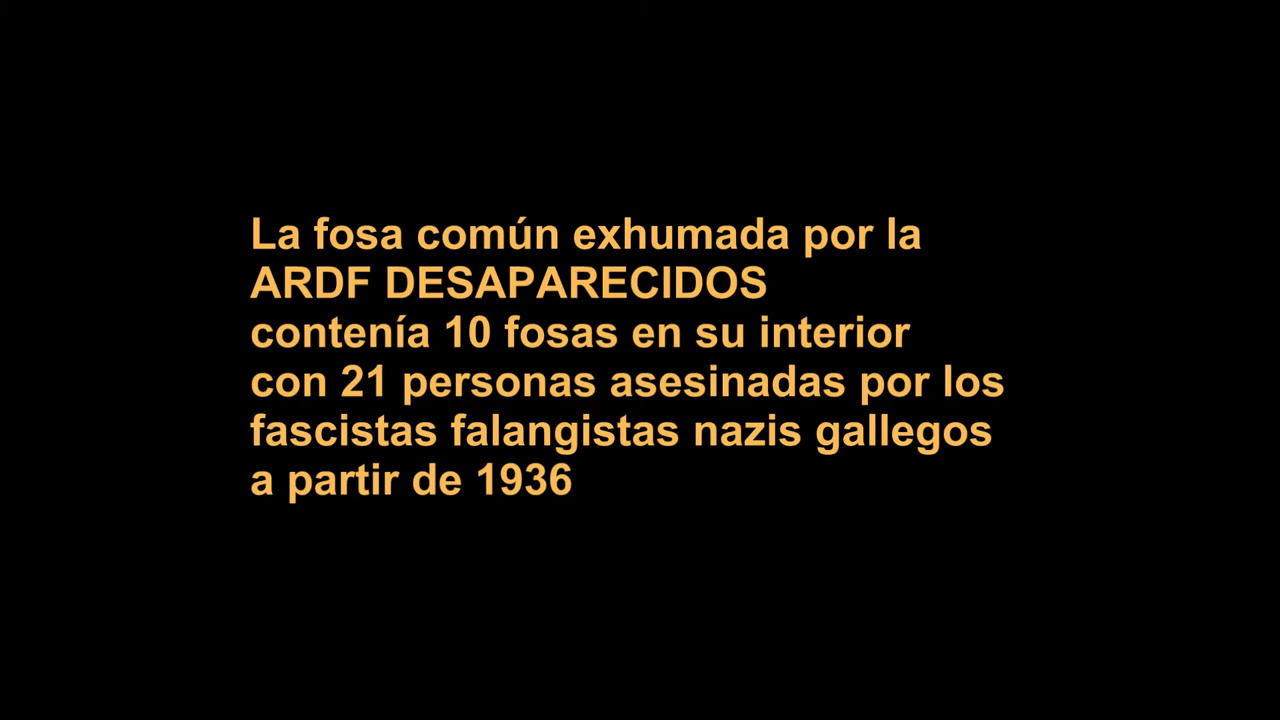 La fosa común exhumada por la
ARDF DESAPARECIDOS
contenía 10 fosas en su interior
con 21 personas asesinadas por los
fascistas falangistas nazis gallegos
a partir de 1936